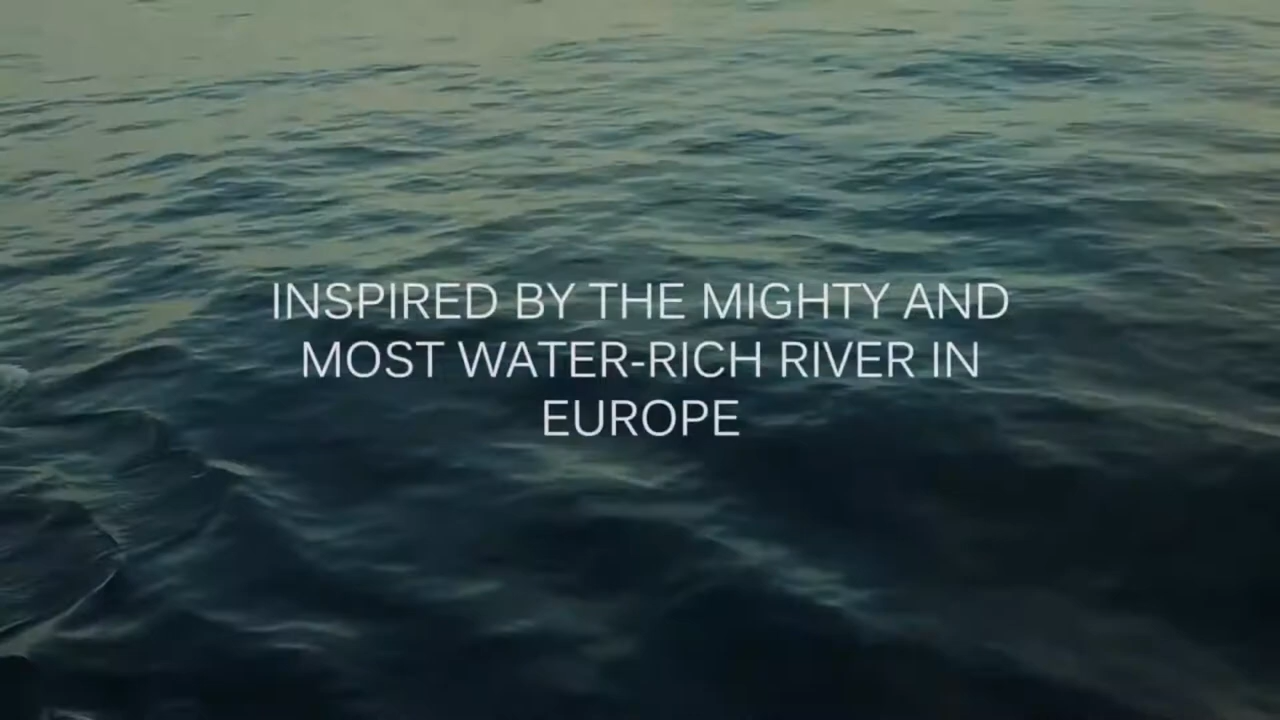 INSPIRED BY THE MIGHTY AND
MOST WATER-RICH RIVER IN
EUROPE